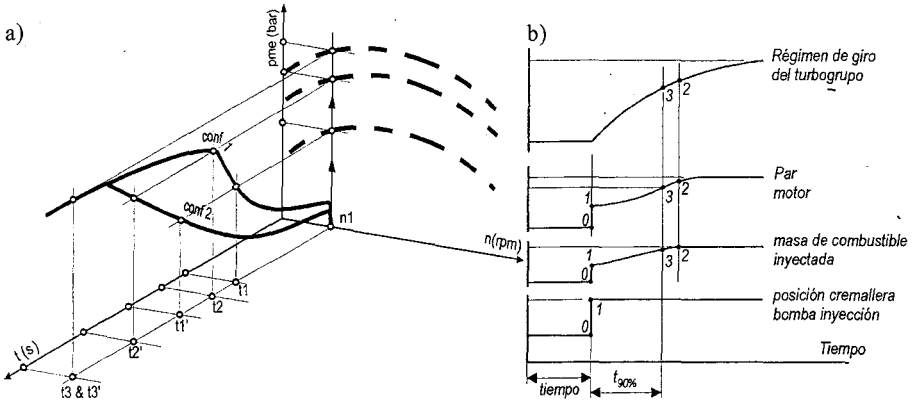 a)
pme (bar)
conf_1
conf 2
n1
n(rpm)
t1
t2
t1'
t2'
t3 & t3'
t (s)
b)
Régimen de giro
del turbogrupo
3
2
Par
motor
1
0
3
2
masa de combustible
inyectada
1
0
3
2
posición cremallera
bomba inyección
1
0
Tiempo
tiempo
t90%